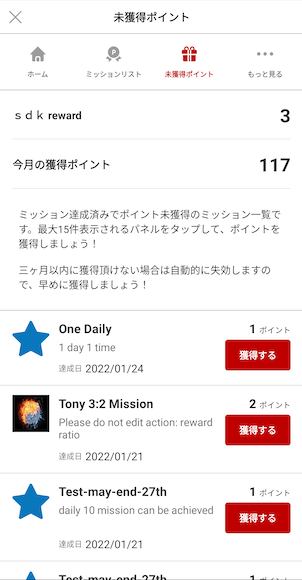 未獲得ポイント
ホーム
ミッションリスト
未獲得ポイント
もっと見る
ｓｄｋ reward
3
今月の獲得ポイント
117
ミッション達成済みでポイント未獲得のミッション一覧で
す。最大15件表示されるパネルをタップして、ポイントを
獲得しましょう！
三ヶ月以内に獲得頂けない場合は自動的に失効しますの
で、早めに獲得しましょう！
One Daily
1 ポイント
1 day 1 time
獲得する
達成日 2022/01/24
Tony 3:2 Mission
2 ポイント
Please do not edit action: reward
ratio
獲得する
達成日 2022/01/21
Test-may-end-27th
1 ポイント
daily 10 mission can be achieved
獲得する
達成日 2022/01/21
Test-may-end-27th
1 ポイント